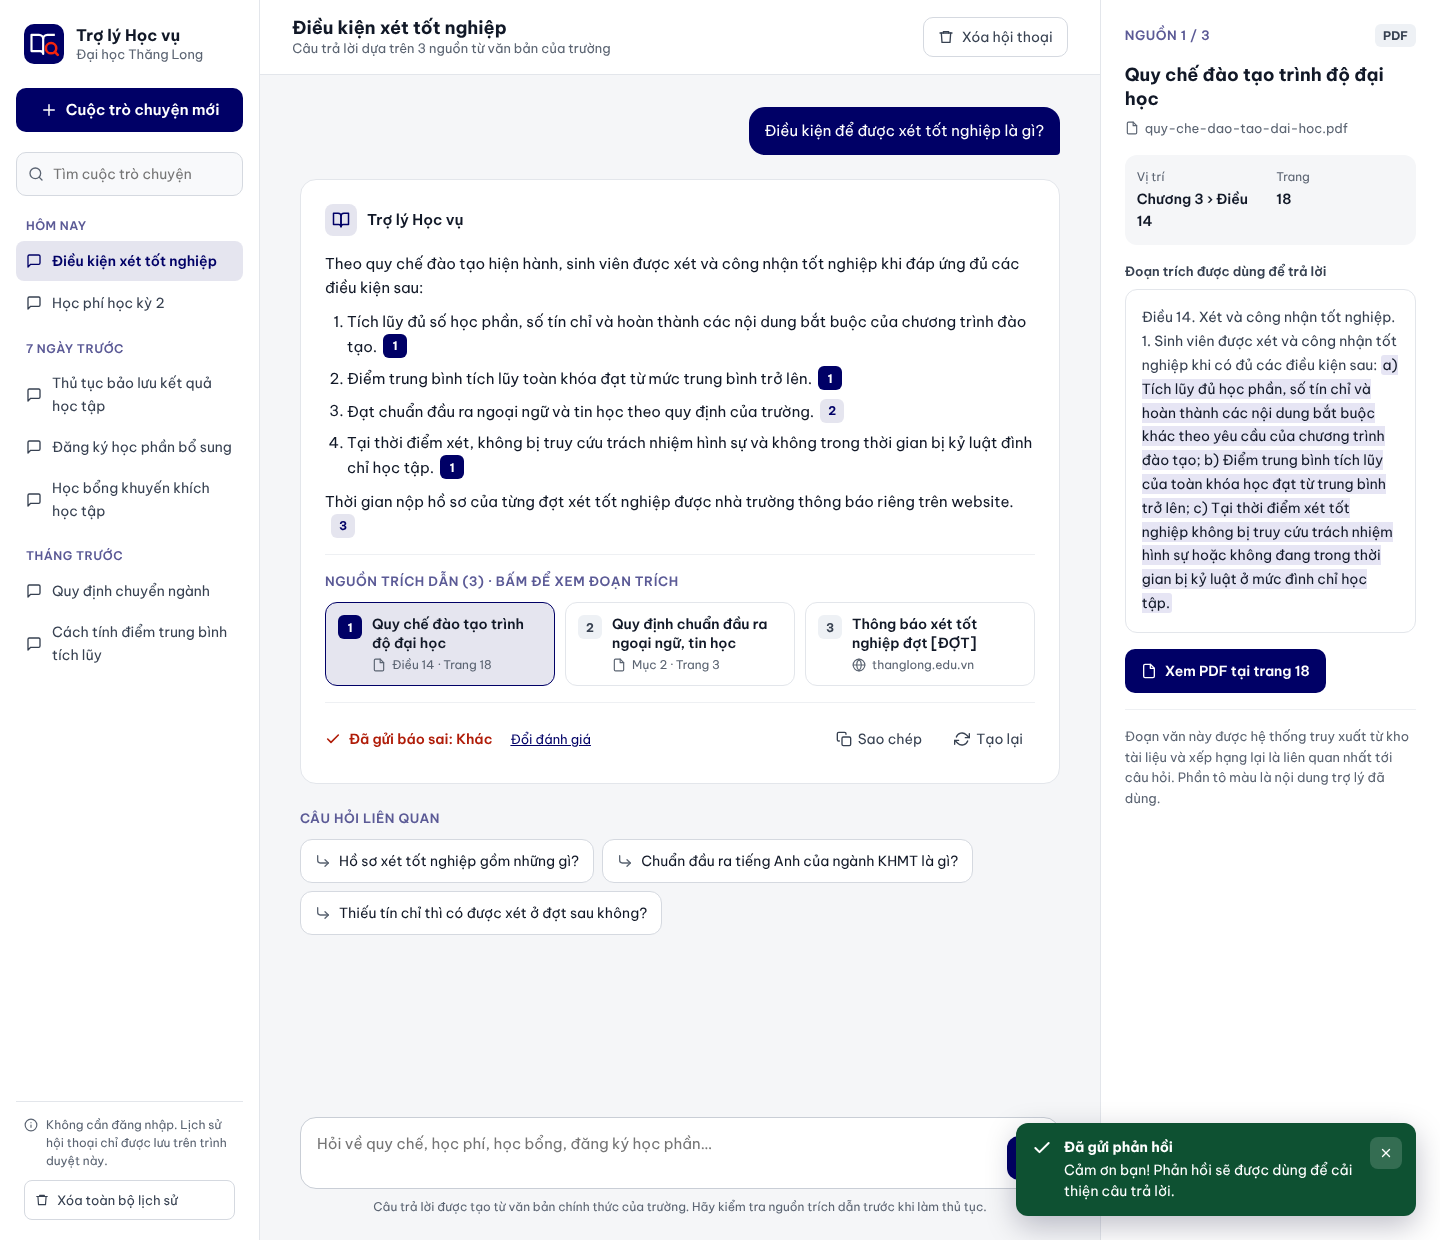 Trợ lý Học vụ
Đại học Thăng Long
Cuộc trò chuyện mới
Tìm cuộc trò chuyện
HÔM NAY
Điều kiện xét tốt nghiệp
Học phí học kỳ 2
7 NGÀY TRƯỚC
Thủ tục bảo lưu kết quả
học tập
Đăng ký học phần bổ sung
Học bổng khuyến khích
học tập
THÁNG TRƯỚC
Quy định chuyển ngành
Cách tính điểm trung bình
tích lũy
Không cần đăng nhập. Lịch sử
hội thoại chỉ được lưu trên trình
duyệt này.
Xóa toàn bộ lịch sử
Điều kiện xét tốt nghiệp
Câu trả lời dựa trên 3 nguồn từ văn bản của trường
Xóa hội thoại
Điều kiện để được xét tốt nghiệp là gì?
Trợ lý Học vụ
Theo quy chế đào tạo hiện hành, sinh viên được xét và công nhận tốt nghiệp khi đáp ứng đủ các
điều kiện sau:
1. Tích lũy đủ số học phần, số tín chỉ và hoàn thành các nội dung bắt buộc của chương trình đào
tạo. 1
2. Điểm trung bình tích lũy toàn khóa đạt từ mức trung bình trở lên. 1
3. Đạt chuẩn đầu ra ngoại ngữ và tin học theo quy định của trường. 2
4. Tại thời điểm xét, không bị truy cứu trách nhiệm hình sự và không trong thời gian bị kỷ luật đình
chỉ học tập. 1
Thời gian nộp hồ sơ của từng đợt xét tốt nghiệp được nhà trường thông báo riêng trên website.
3
NGUỒN TRÍCH DẪN (3) · BẤM ĐỂ XEM ĐOẠN TRÍCH
1 Quy chế đào tạo trình
độ đại học
Điều 14 · Trang 18
2 Quy định chuẩn đầu ra
ngoại ngữ, tin học
Mục 2 · Trang 3
3 Thông báo xét tốt
nghiệp đợt [ĐỢT]
thanglong.edu.vn
Đã gửi báo sai: Khác
Đổi đánh giá
Sao chép
Tạo lại
CÂU HỎI LIÊN QUAN
Hồ sơ xét tốt nghiệp gồm những gì?
Chuẩn đầu ra tiếng Anh của ngành KHMT là gì?
Thiếu tín chỉ thì có được xét ở đợt sau không?
Hỏi về quy chế, học phí, học bổng, đăng ký học phần…
Câu trả lời được tạo từ văn bản chính thức của trường. Hãy kiểm tra nguồn trích dẫn trước khi làm thủ tục.
NGUỒN 1 / 3
PDF
Quy chế đào tạo trình độ đại
học
quy-che-dao-tao-dai-hoc.pdf
Vị trí
Chương 3 › Điều
14
Trang
18
Đoạn trích được dùng để trả lời
Điều 14. Xét và công nhận tốt nghiệp.
1. Sinh viên được xét và công nhận tốt
nghiệp khi có đủ các điều kiện sau: a)
Tích lũy đủ học phần, số tín chỉ và
hoàn thành các nội dung bắt buộc
khác theo yêu cầu của chương trình
đào tạo; b) Điểm trung bình tích lũy
của toàn khóa học đạt từ trung bình
trở lên; c) Tại thời điểm xét tốt
nghiệp không bị truy cứu trách nhiệm
hình sự hoặc không đang trong thời
gian bị kỷ luật ở mức đình chỉ học
tập.
Xem PDF tại trang 18
Đoạn văn này được hệ thống truy xuất từ kho
tài liệu và xếp hạng lại là liên quan nhất tới
câu hỏi. Phần tô màu là nội dung trợ lý đã
dùng.
Đã gửi phản hồi
Cảm ơn bạn! Phản hồi sẽ được dùng để cải
thiện câu trả lời.